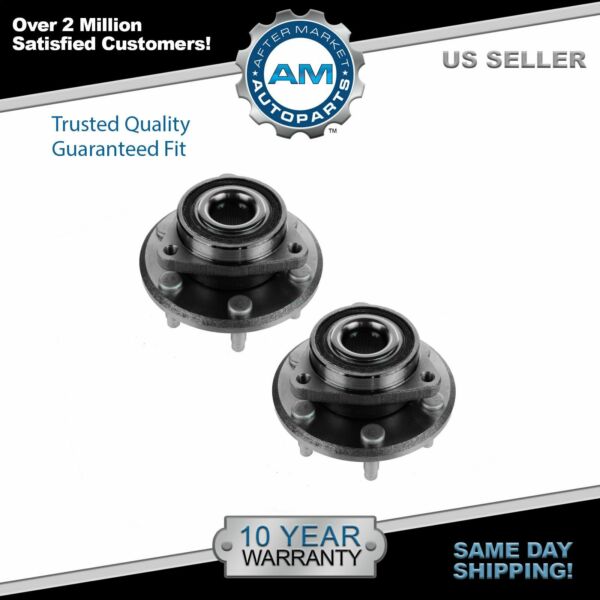 Over 2 Million
Satisfied Customers!
AFTER MARKET
AM
AUTOPARTS
TM
US SELLER
Trusted Quality
Guaranteed Fit
10 YEAR
WARRANTY
SAME DAY
SHIPPING!